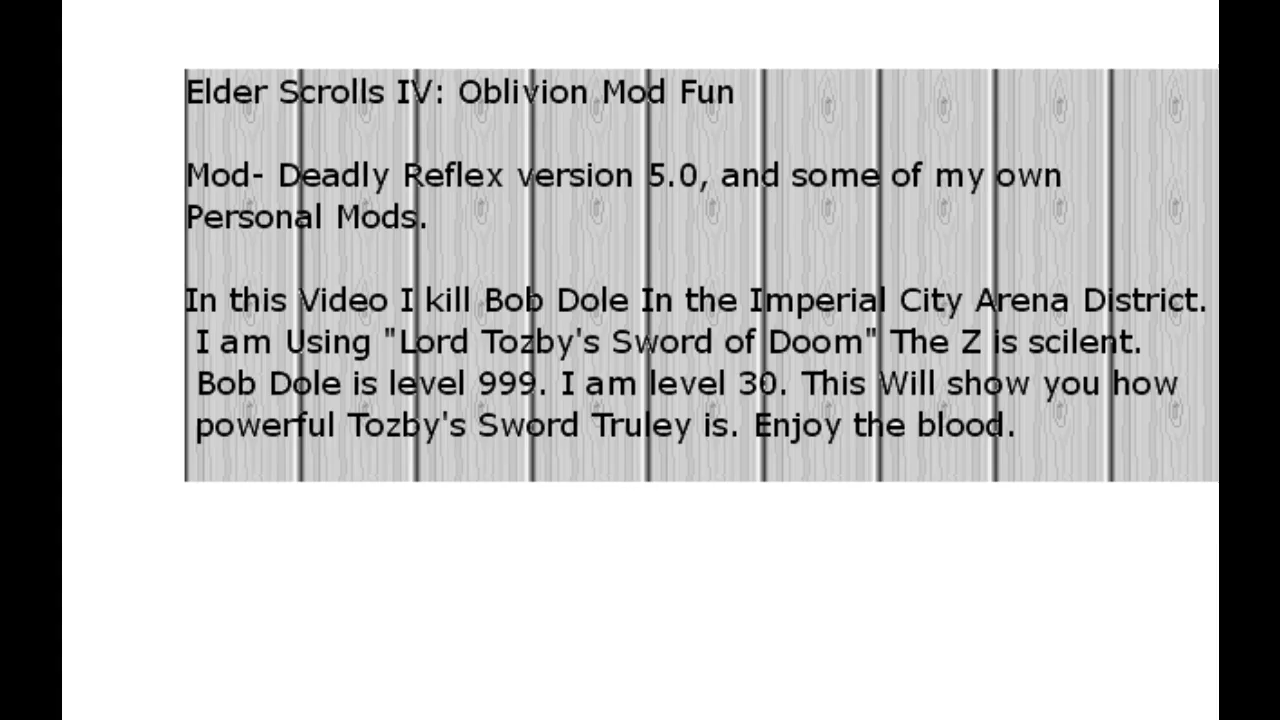 Elder Scrolls IV: Oblivion Mod Fun
Mod- Deadly Reflex version 5.0, and some of my own
Personal Mods.
In this Video I kill Bob Dole In the Imperial City Arena District.
I am Using "Lord Tozby's Sword of Doom" The Z is scilent.
Bob Dole is level 999. I am level 30. This Will show you how
powerful Tozby's Sword Truley is. Enjoy the blood.